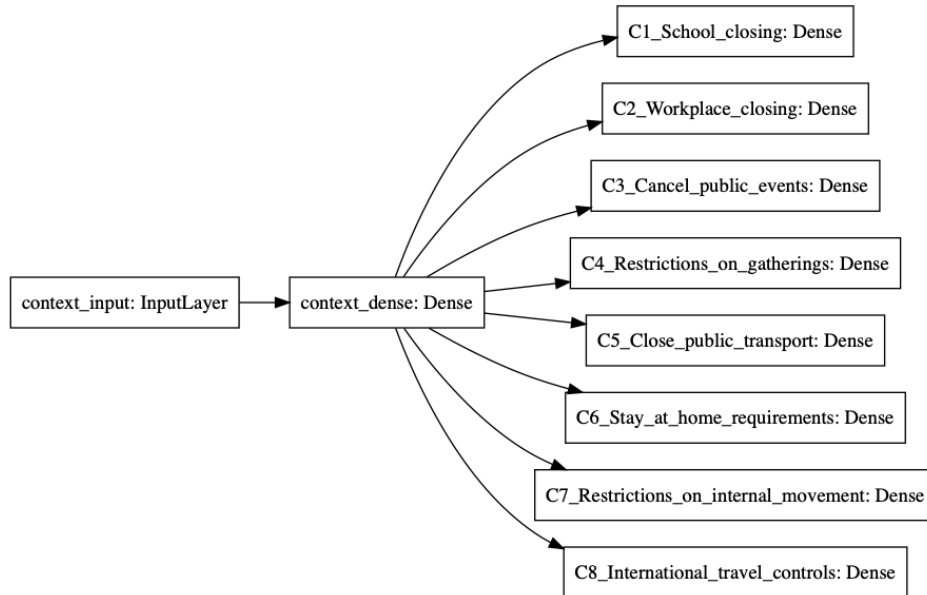 C1_School_closing: Dense
C2_Workplace_closing: Dense
C3_Cancel_public_events: Dense
C4_Restrictions_on_gatherings: Dense
context_input: InputLayer
context_dense: Dense
C5_Close_public_transport: Dense
C6_Stay_at_home_requirements: Dense
C7_Restrictions_on_internal_movement: Dense
C8_International_travel_controls: Dense